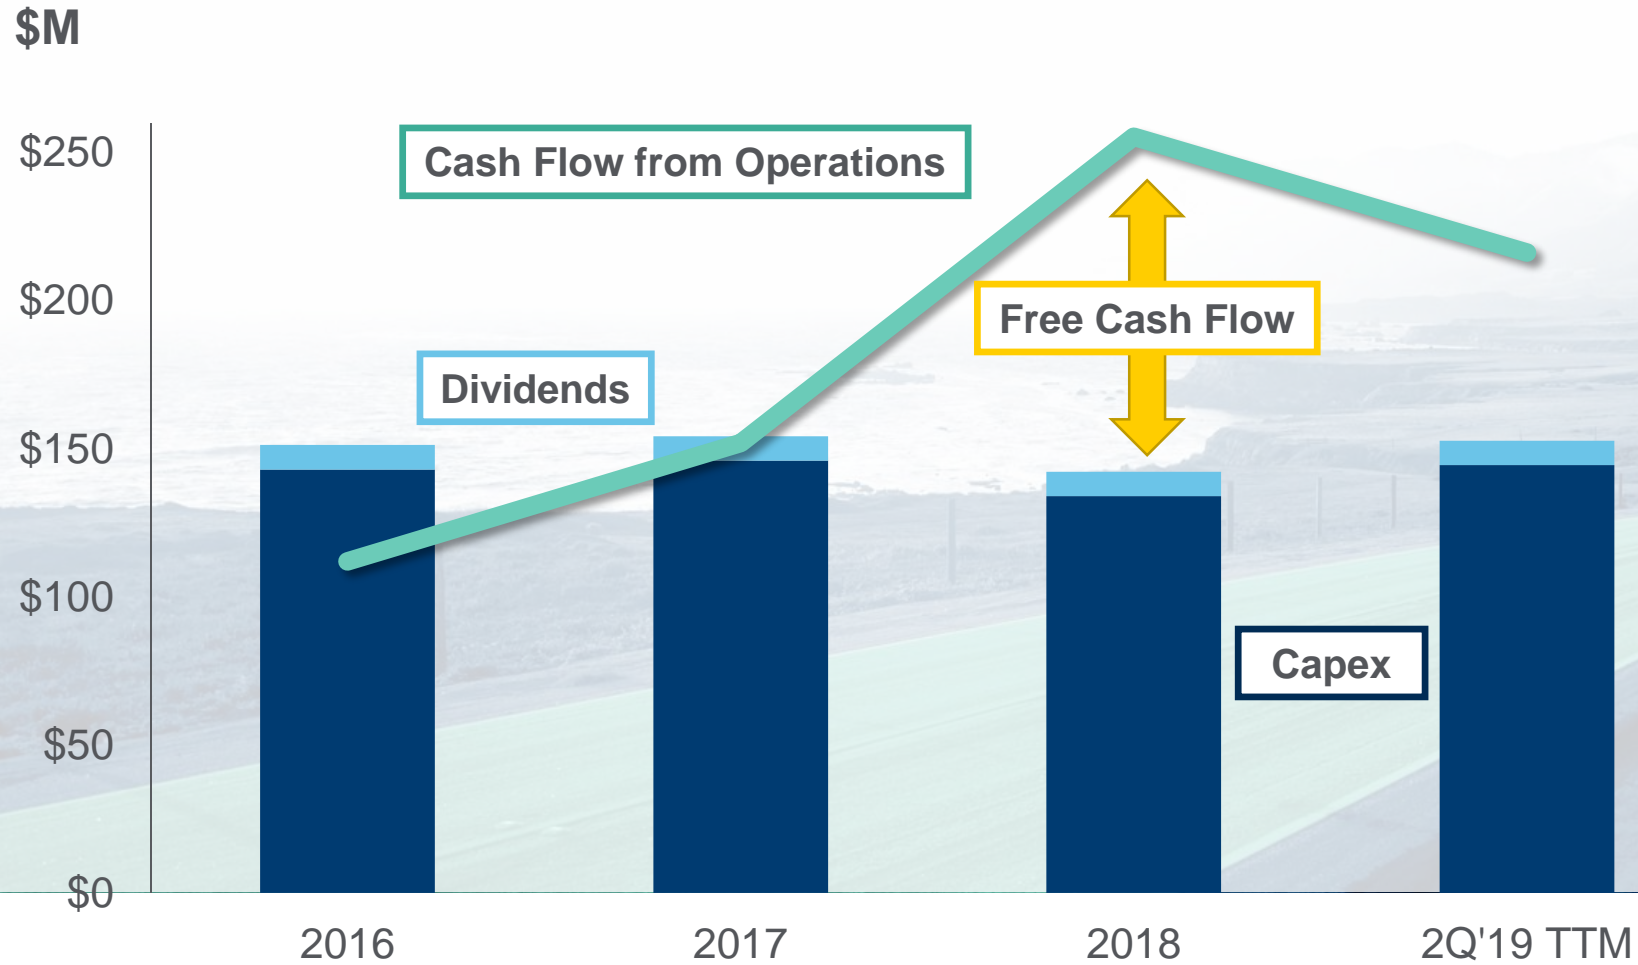 $M
$250
Cash Flow from Operations
$200
Free Cash Flow
Dividends
$150
$100
Capex
$50
$0
2016
2017
2018
2Q'19 TTM